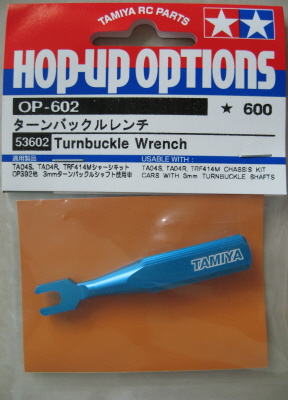 TAMIYA RC PARTS
HOP-UP OPTIONS
OP-602
★ 600
ターンバックルレンチ
53602 Turnbuckle Wrench
適用製品
TA04S、TA04R、TRF414Mシャーシキット
OP392他 3mmターンバックルシャフト使用車
USABLE WITH :
TA04S, TA04R, TRF414M CHASSIS KIT
CARS WITH 3mm TURNBUCKLE SHAFTS
TAMIYA